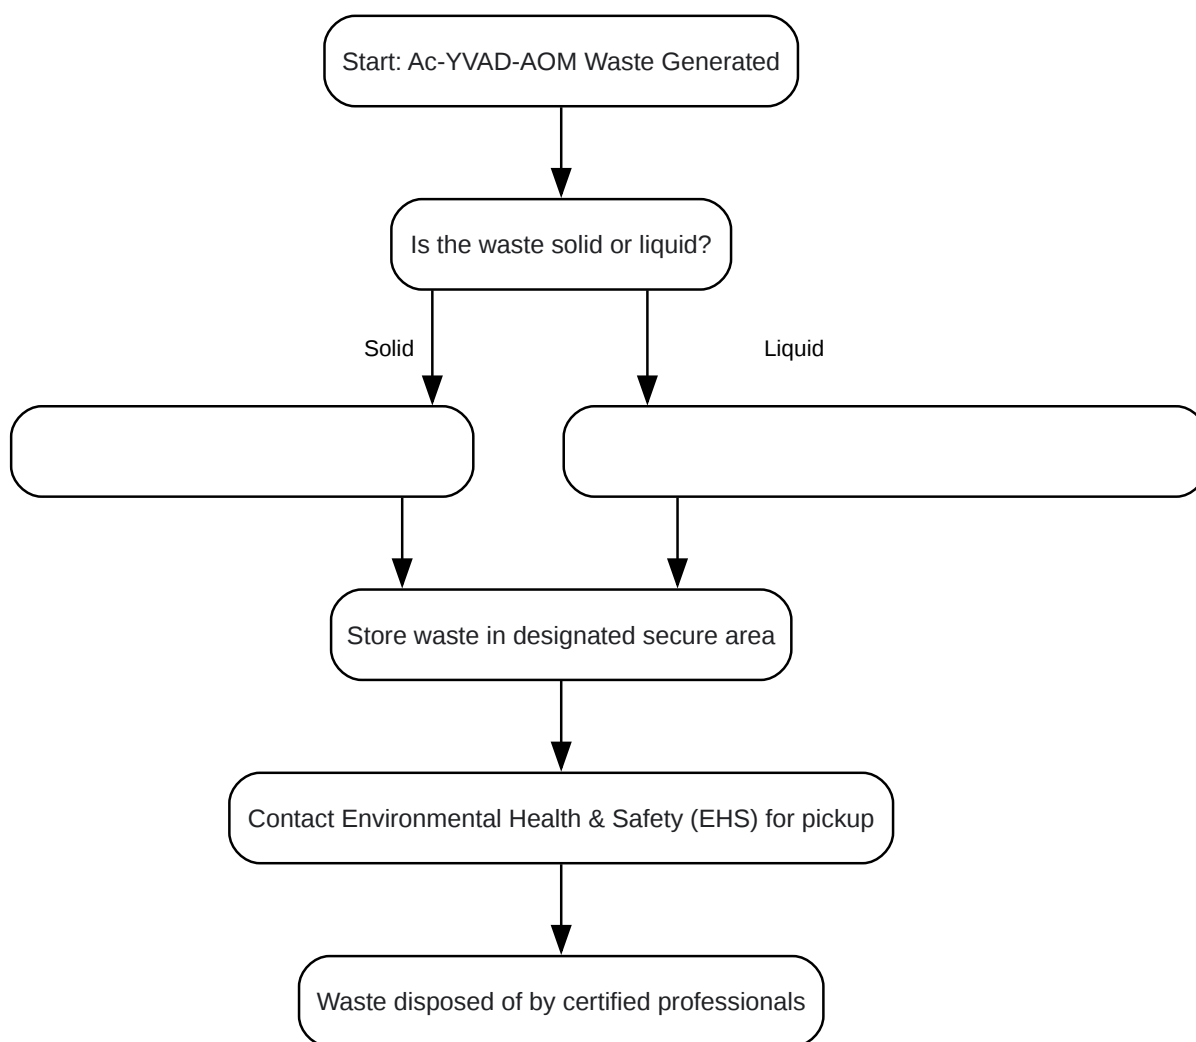 Start: Ac-YVAD-AOM Waste Generated
Is the waste solid or liquid?
Solid
Liquid
Store waste in designated secure area
Contact Environmental Health & Safety (EHS) for pickup
Waste disposed of by certified professionals